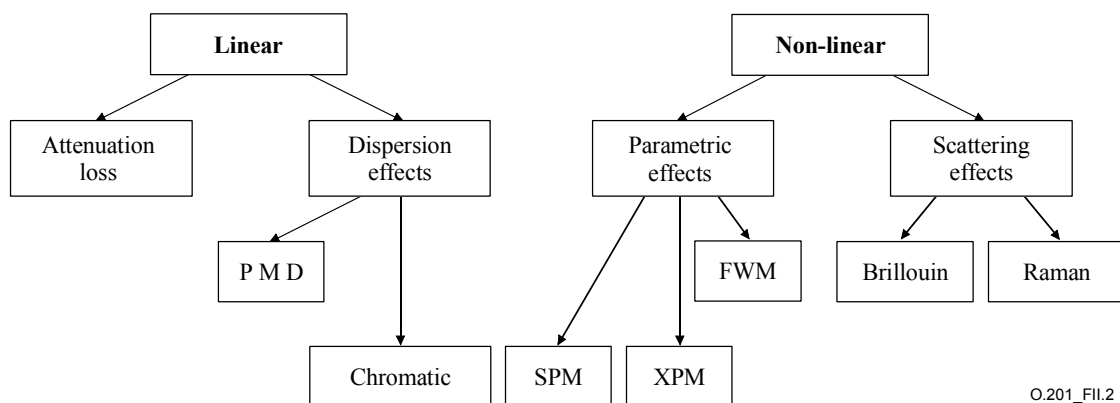 Linear
Non-linear
Attenuation
loss
Dispersion
effects
Parametric
effects
Scattering
effects
P M D
FWM
Brillouin
Raman
Chromatic
SPM
XPM
O.201_FII.2